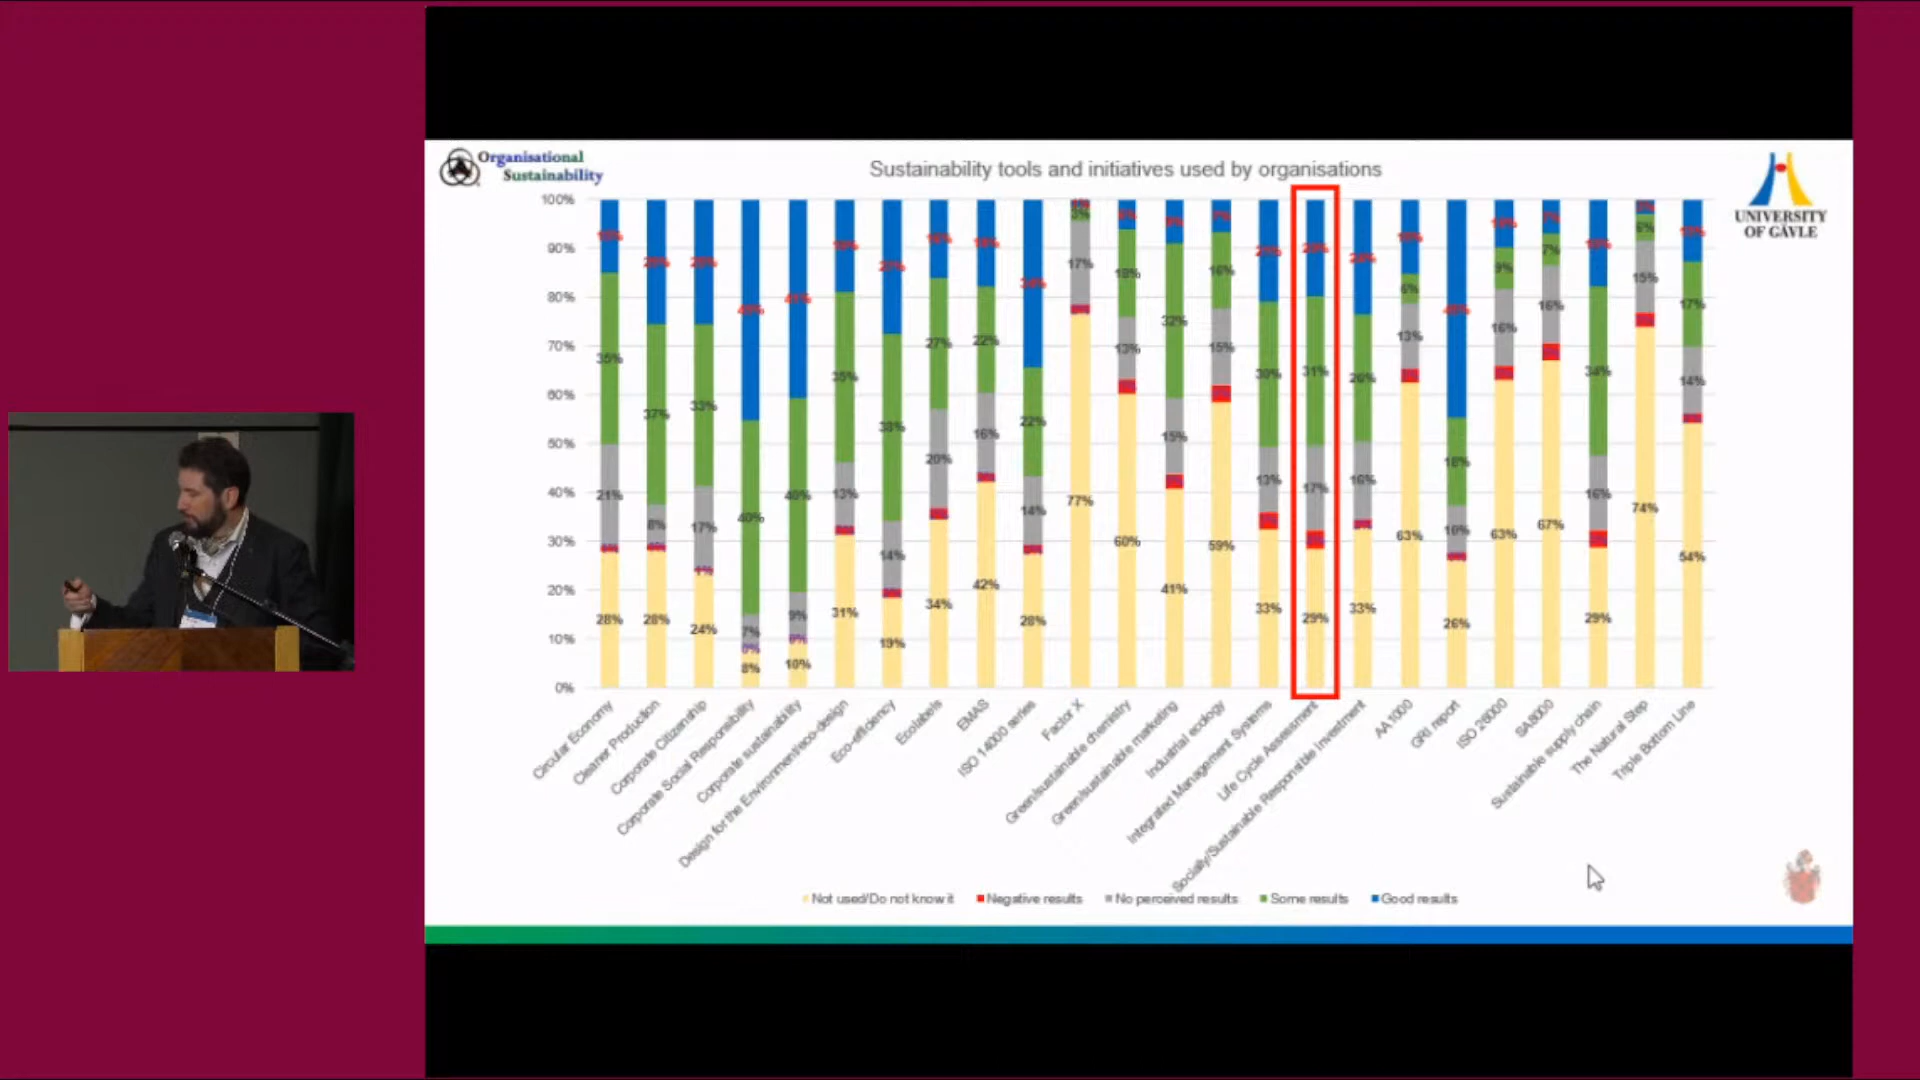 Organisational
Sustainability
Sustainability tools and initiatives used by organisations
UNIVERSITY
OF GÄVLE
100%
90%
80%
70%
60%
50%
40%
30%
20%
10%
0%
35%
21%
28%
37%
8%
28%
33%
17%
1%
24%
40%
7%
0%
8%
40%
9%
0%
10%
35%
13%
31%
38%
14%
19%
27%
20%
34%
22%
16%
42%
22%
14%
28%
3%
17%
77%
18%
13%
60%
32%
15%
41%
16%
15%
59%
30%
13%
33%
31%
17%
29%
26%
16%
33%
6%
13%
63%
18%
10%
26%
9%
16%
63%
7%
16%
67%
34%
16%
29%
6%
15%
74%
17%
14%
54%
Circular Economy
Cleaner Production
Corporate Citizenship
Corporate Social Responsibility
Corporate sustainability
Design for the Environment/eco-design
Eco-efficiency
Ecolabels
EMAS
ISO 14000 series
Factor X
Green/sustainable chemistry
Green/sustainable marketing
Industrial ecology
Integrated Management Systems
Life Cycle Assessment
Socially/Sustainable Responsible Investment
AA1000
GRI report
ISO 26000
SA8000
Sustainable supply chain
The Natural Step
Triple Bottom Line
Not used/Do not know it
Negative results
No perceived results
Some results
Good results